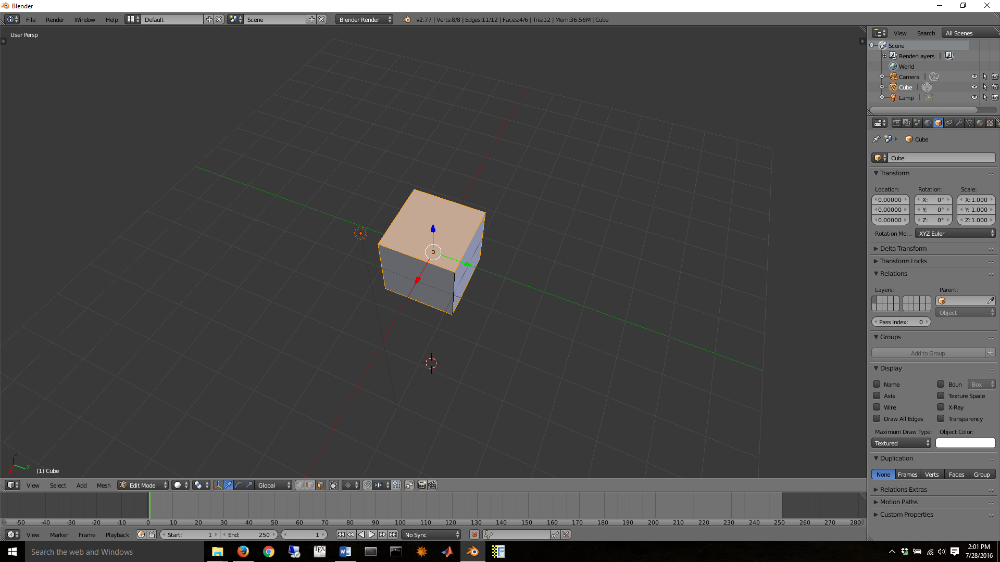 Blender
File Render Window Help Default Scene Blender Render v2.77 | Verts:8/8 | Edges:11/12 | Faces:4/6 | Tris:12 | Mem:36.56M | Cube
User Persp
View Search All Scenes
Scene
RenderLayers |
World
Camera |
Cube |
Lamp |
Cube
Cube
Transform
Location: Rotation: Scale:
0.00000 X: 0° X: 1.000
0.00000 Y: 0° Y: 1.000
0.00000 Z: 0° Z: 1.000
Rotation Mo... XYZ Euler
Delta Transform
Transform Locks
Relations
Layers: Parent:
Object
Pass Index: 0
Groups
Add to Group
Display
Name Boun Box
Axis Texture Space
Wire X-Ray
Draw All Edges Transparency
Maximum Draw Type: Object Color:
Textured
Duplication
None Frames Verts Faces Group
Relations Extras
Motion Paths
Custom Properties
z
y
(1) Cube
View Select Add Mesh Edit Mode Global
-50 -40 -30 -20 -10 0 10 20 30 40 50 60 70 80 90 100 110 120 130 140 150 160 170 180 190 200 210 220 230 240 250 260 270 280
View Marker Frame Playback Start: 1 End: 250 1 No Sync
Search the web and Windows
TEX
W
F
2:01 PM
7/28/2016